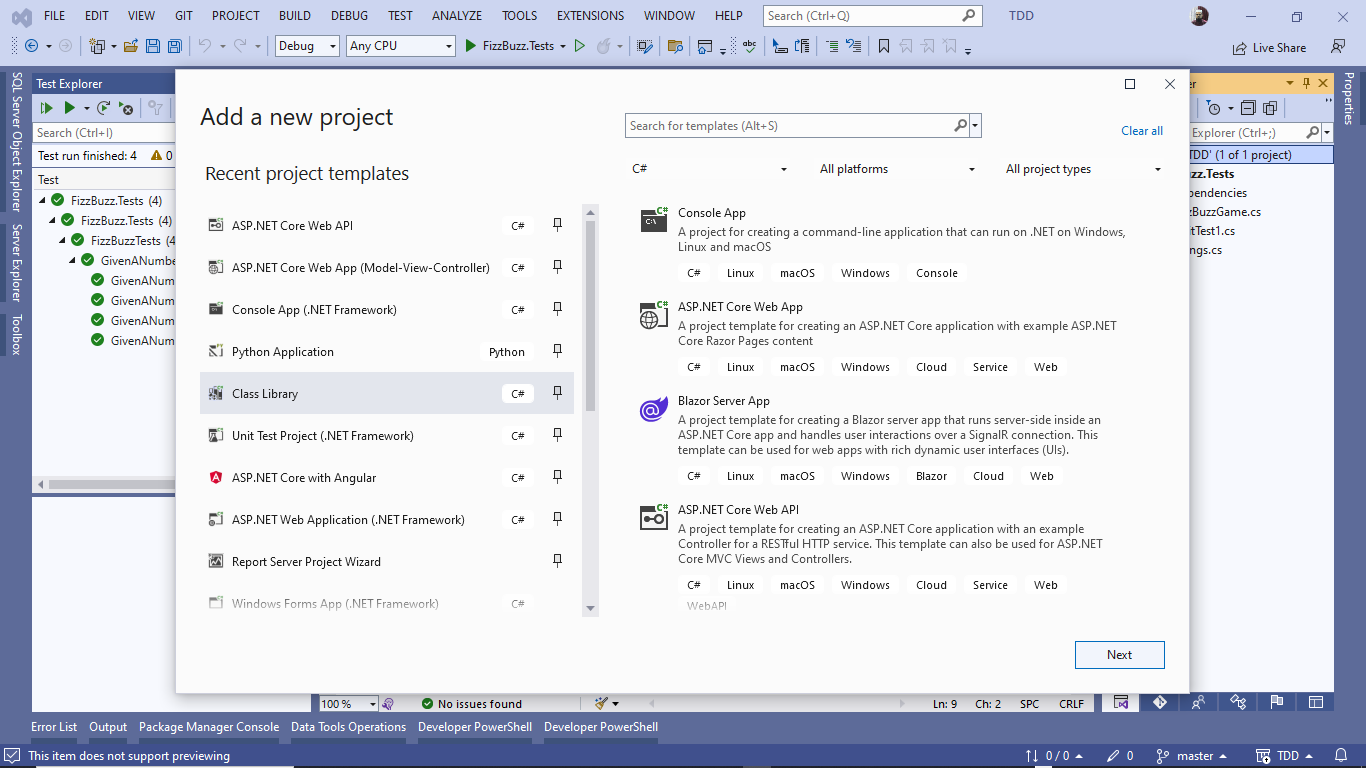 FILE EDIT VIEW GIT PROJECT BUILD DEBUG TEST ANALYZE TOOLS EXTENSIONS WINDOW HELP Search (Ctrl+Q) TDD
Debug Any CPU FizzBuzz.Tests Live Share
SQL Server Object Explorer
Server Explorer
Toolbox
Test Explorer
Search (Ctrl+I)
Test run finished: 4 0
Test
FizzBuzz.Tests (4)
FizzBuzz.Tests (4)
FizzBuzzTests (4
GivenANumbe
GivenANum
GivenANum
GivenANum
GivenANum
Add a new project
Recent project templates
ASP.NET Core Web API C#
ASP.NET Core Web App (Model-View-Controller) C#
Console App (.NET Framework) C#
Python Application Python
Class Library C#
Unit Test Project (.NET Framework) C#
ASP.NET Core with Angular C#
ASP.NET Web Application (.NET Framework) C#
Report Server Project Wizard
Windows Forms App (.NET Framework) C#
Search for templates (Alt+S)
Clear all
C# All platforms All project types
Console App
A project for creating a command-line application that can run on .NET on Windows,
Linux and macOS
C# Linux macOS Windows Console
ASP.NET Core Web App
A project template for creating an ASP.NET Core application with example ASP.NET
Core Razor Pages content
C# Linux macOS Windows Cloud Service Web
Blazor Server App
A project template for creating a Blazor server app that runs server-side inside an
ASP.NET Core app and handles user interactions over a SignalR connection. This
template can be used for web apps with rich dynamic user interfaces (UIs).
C# Linux macOS Windows Blazor Cloud Web
ASP.NET Core Web API
A project template for creating an ASP.NET Core application with an example
Controller for a RESTful HTTP service. This template can also be used for ASP.NET
Core MVC Views and Controllers.
C# Linux macOS Windows Cloud Service Web
WebAPI
Next
er
Explorer (Ctrl+;)
TDD' (1 of 1 project)
zz.Tests
pendencies
zBuzzGame.cs
itTest1.cs
ngs.cs
Properties
100 % No issues found Ln: 9 Ch: 2 SPC CRLF
Error List Output Package Manager Console Data Tools Operations Developer PowerShell Developer PowerShell
This item does not support previewing 0 / 0 0 master TDD